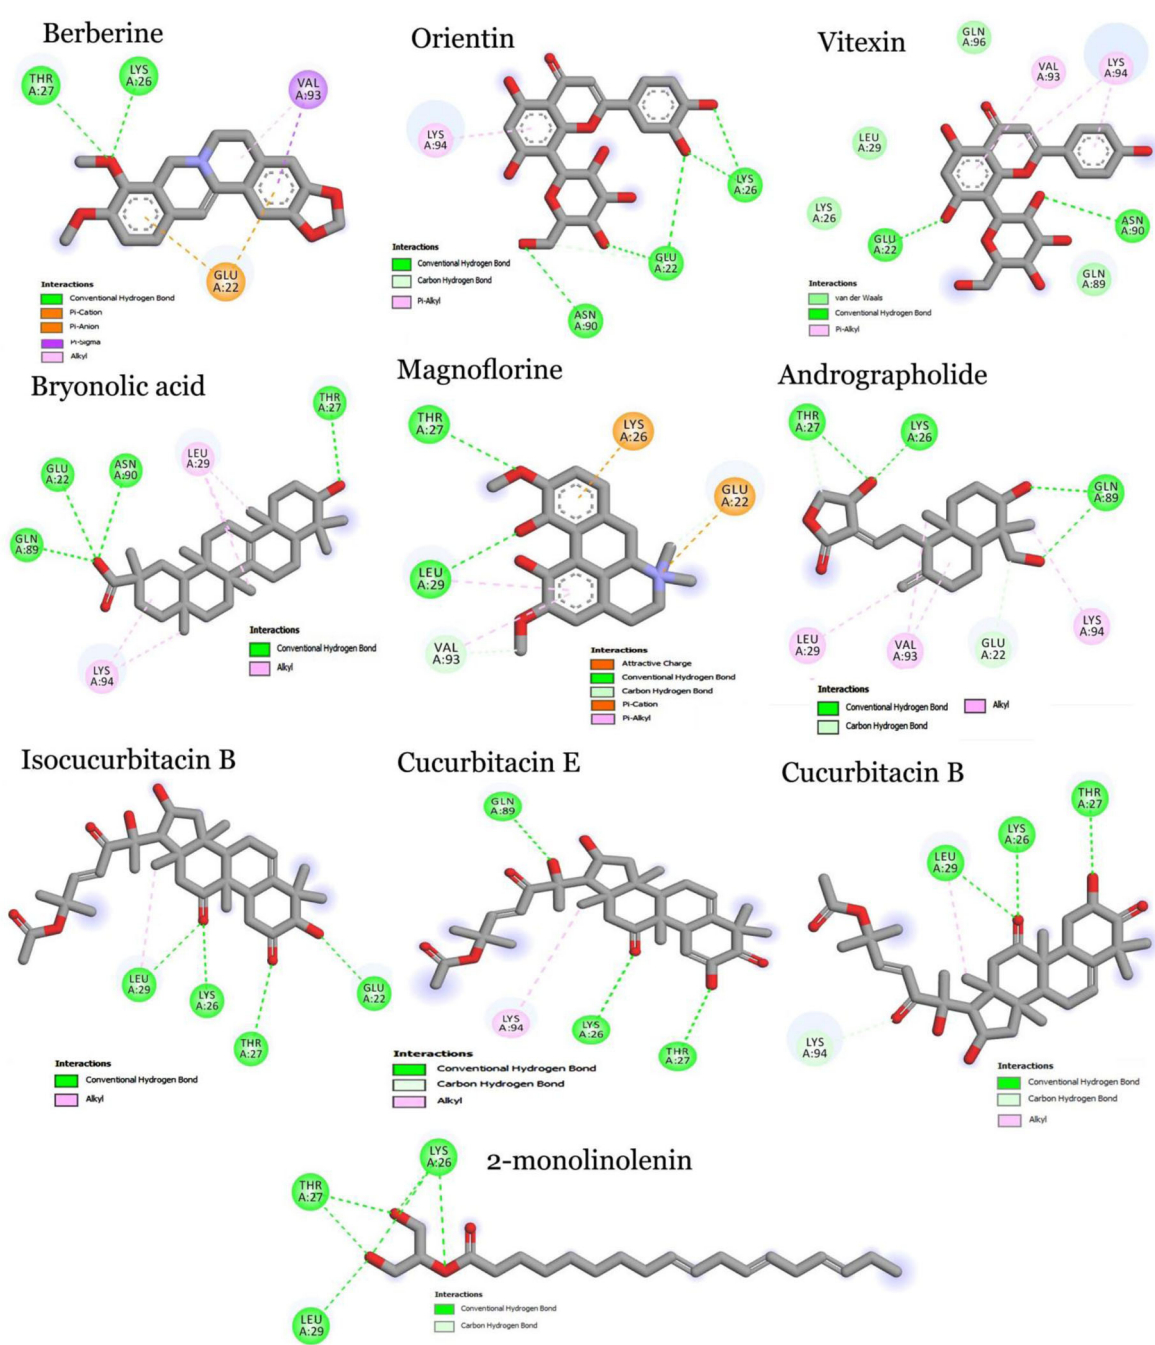 Berberine
THR
A:27
LYS
A:26
VAL
A:93
GLU
A:22
Interactions
Conventional Hydrogen Bond
Pi-Cation
Pi-Anion
Pi-Sigma
Alkyl
Orientin
LYS
A:94
LYS
A:26
GLU
A:22
ASN
A:90
Interactions
Conventional Hydrogen Bond
Carbon Hydrogen Bond
Pi-Alkyl
Vitexin
GLN
A:96
VAL
A:93
LYS
A:94
LEU
A:29
LYS
A:26
GLU
A:22
ASN
A:90
GLN
A:89
Interactions
van der Waals
Conventional Hydrogen Bond
Pi-Alkyl
Bryonolic acid
THR
A:27
LEU
A:29
GLU
A:22
ASN
A:90
GLN
A:89
LYS
A:94
Interactions
Conventional Hydrogen Bond
Alkyl
Magnoflorine
THR
A:27
LYS
A:26
GLU
A:22
LEU
A:29
VAL
A:93
Interactions
Attractive Charge
Conventional Hydrogen Bond
Carbon Hydrogen Bond
Pi-Cation
Pi-Alkyl
Andrographolide
THR
A:27
LYS
A:26
GLN
A:89
LEU
A:29
VAL
A:93
GLU
A:22
LYS
A:94
Interactions
Conventional Hydrogen Bond
Alkyl
Carbon Hydrogen Bond
Isocucurbitacin B
LEU
A:29
LYS
A:26
GLU
A:22
THR
A:27
Interactions
Conventional Hydrogen Bond
Alkyl
Cucurbitacin E
GLN
A:89
LYS
A:94
LYS
A:26
THR
A:27
Interactions
Conventional Hydrogen Bond
Carbon Hydrogen Bond
Alkyl
Cucurbitacin B
THR
A:27
LYS
A:26
LEU
A:29
LYS
A:94
Interactions
Conventional Hydrogen Bond
Carbon Hydrogen Bond
Alkyl
2-monolinolenin
LYS
A:26
THR
A:27
LEU
A:29
Interactions
Conventional Hydrogen Bond
Carbon Hydrogen Bond